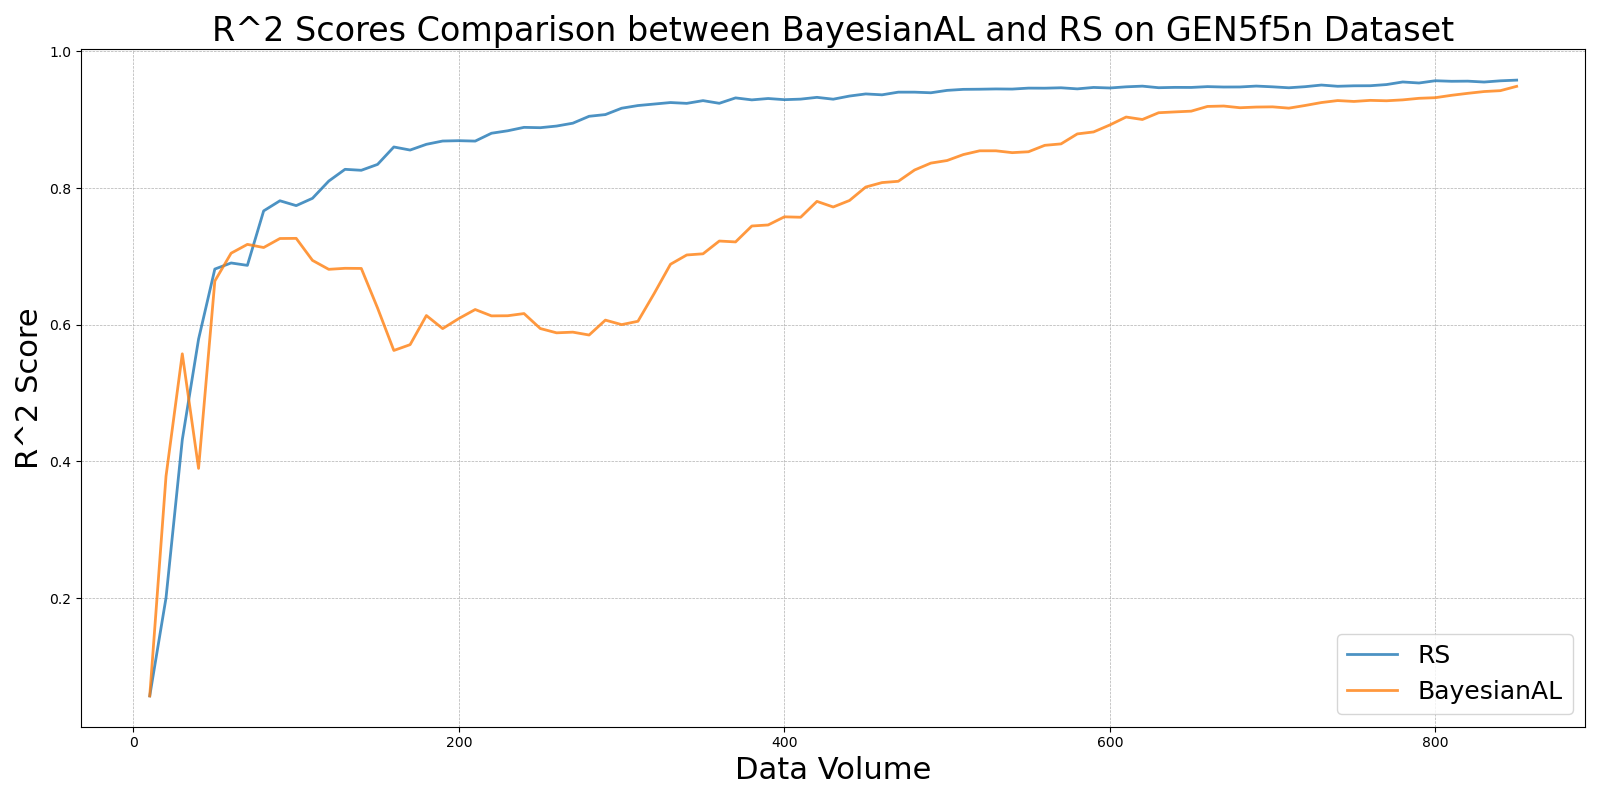 R^2 Scores Comparison between BayesianAL and RS on GEN5f5n Dataset
R^2 Score
1.0
0.8
0.6
0.4
0.2
0
200
400
600
800
Data Volume
RS
BayesianAL